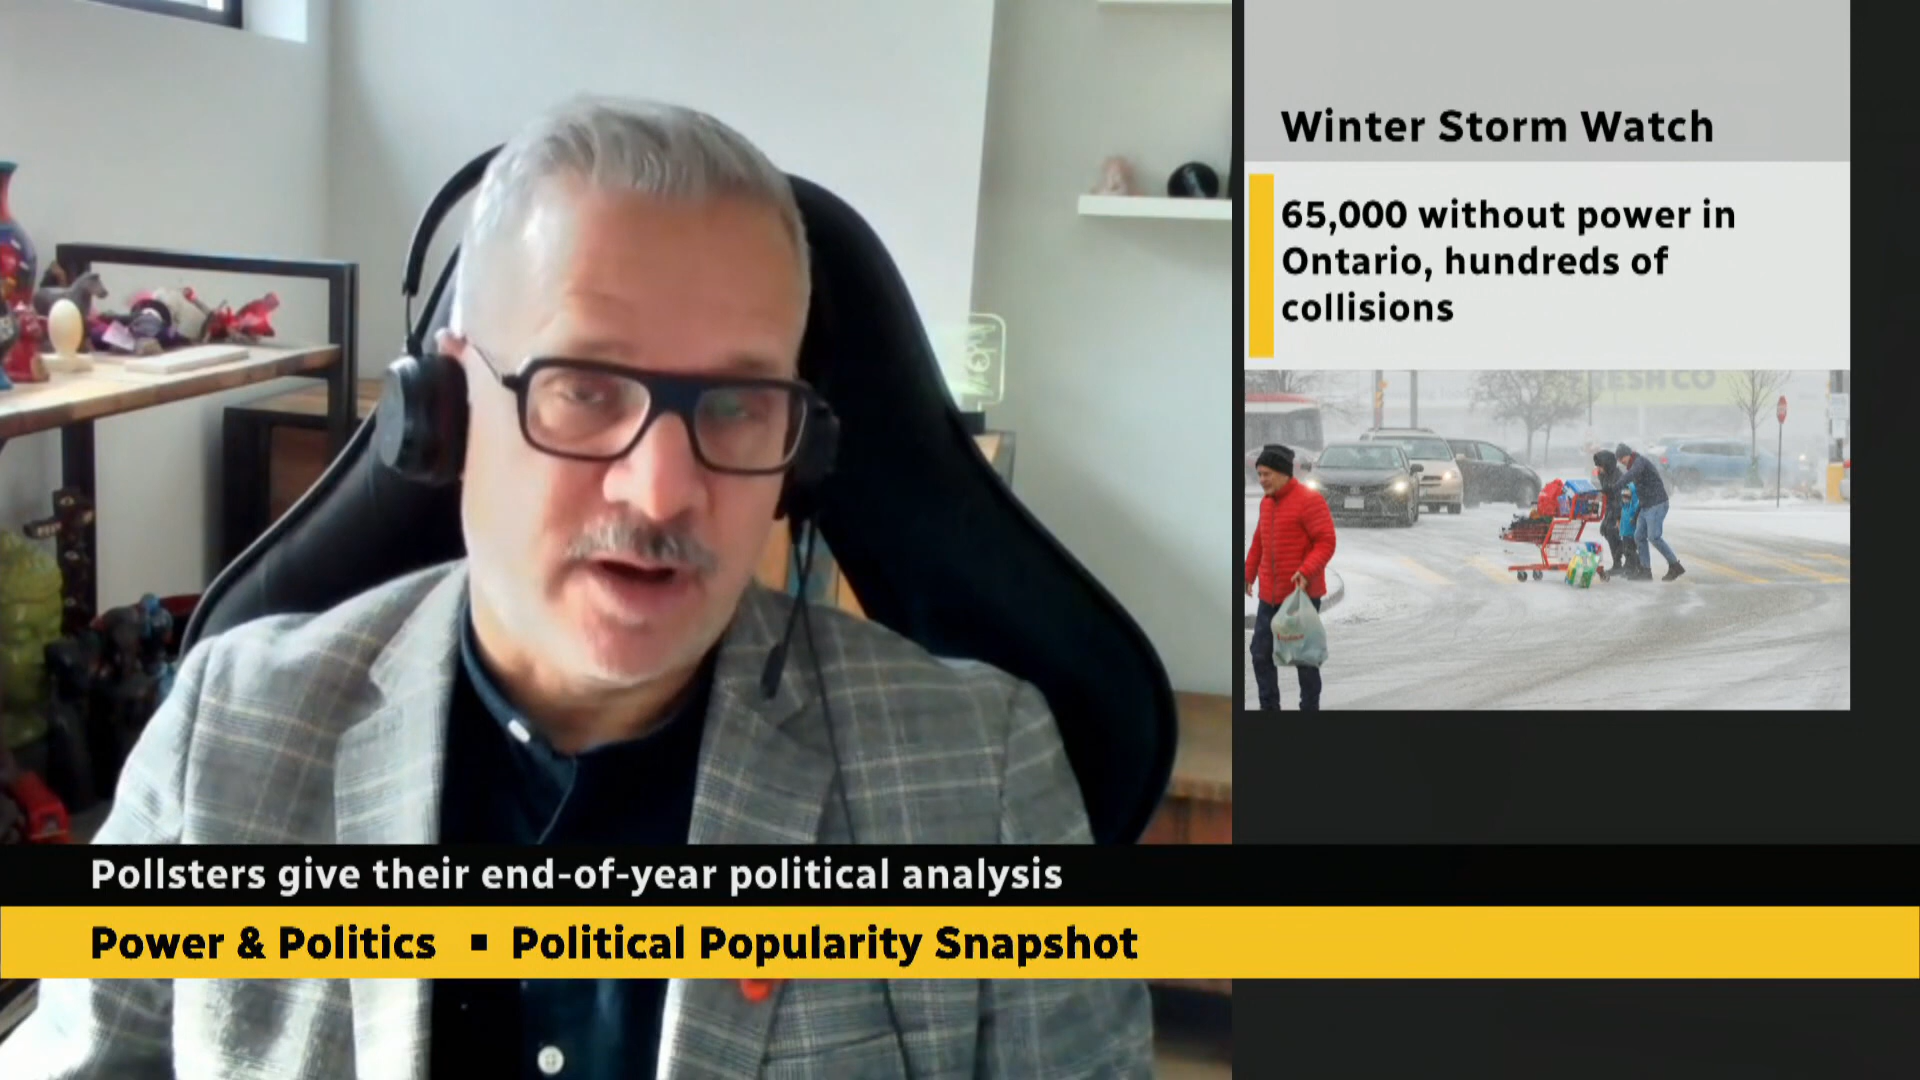 Winter Storm Watch
65,000 without power in
Ontario, hundreds of
collisions
FRESHCO
Pollsters give their end-of-year political analysis
Power & Politics ▪ Political Popularity Snapshot